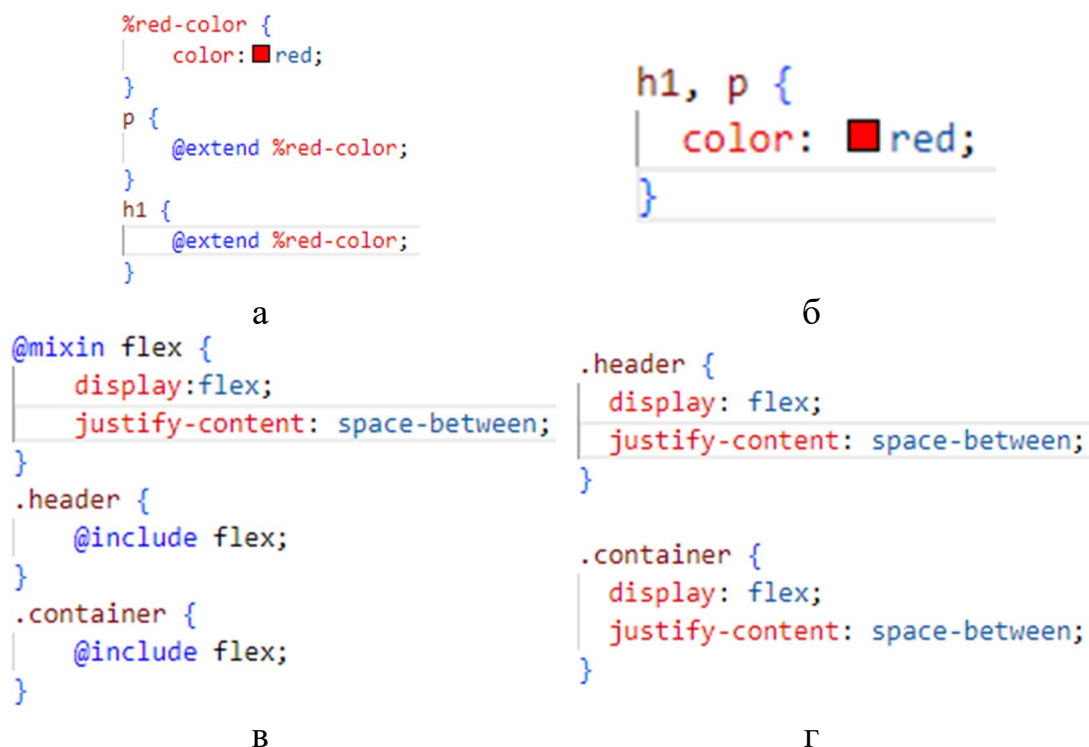 %red-color {
color: red;
}
p {
@extend %red-color;
}
h1 {
@extend %red-color;
}
а
h1, p {
color: red;
}
б
@mixin flex {
display:flex;
justify-content: space-between;
}
.header {
@include flex;
}
.container {
@include flex;
}
в
.header {
display: flex;
justify-content: space-between;
}
.container {
display: flex;
justify-content: space-between;
}
г